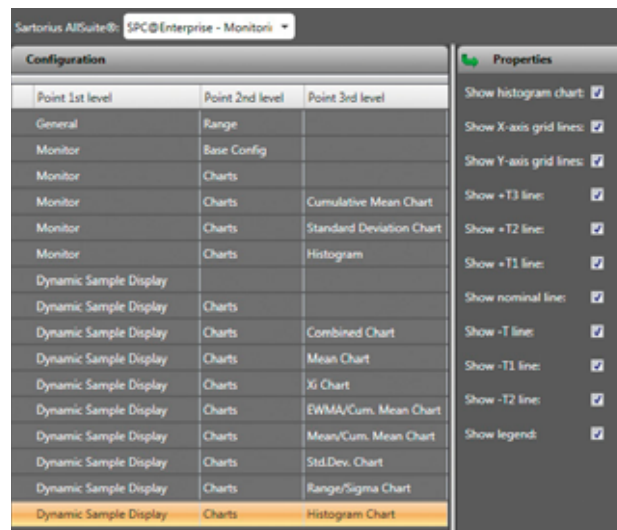 Sartorius AllSuite®: SPC@Enterprise - Monitori
Configuration
Point 1st level Point 2nd level Point 3rd level
General Range
Monitor Base Config
Monitor Charts
Monitor Charts Cumulative Mean Chart
Monitor Charts Standard Deviation Chart
Monitor Charts Histogram
Dynamic Sample Display
Dynamic Sample Display Charts
Dynamic Sample Display Charts Combined Chart
Dynamic Sample Display Charts Mean Chart
Dynamic Sample Display Charts Xi Chart
Dynamic Sample Display Charts EWMA/Cum. Mean Chart
Dynamic Sample Display Charts Mean/Cum. Mean Chart
Dynamic Sample Display Charts Std.Dev. Chart
Dynamic Sample Display Charts Range/Sigma Chart
Dynamic Sample Display Charts Histogram Chart
Properties
Show histogram chart:
Show X-axis grid lines:
Show Y-axis grid lines:
Show +T3 line:
Show +T2 line:
Show +T1 line:
Show nominal line:
Show -T line:
Show -T1 line:
Show -T2 line:
Show legend: